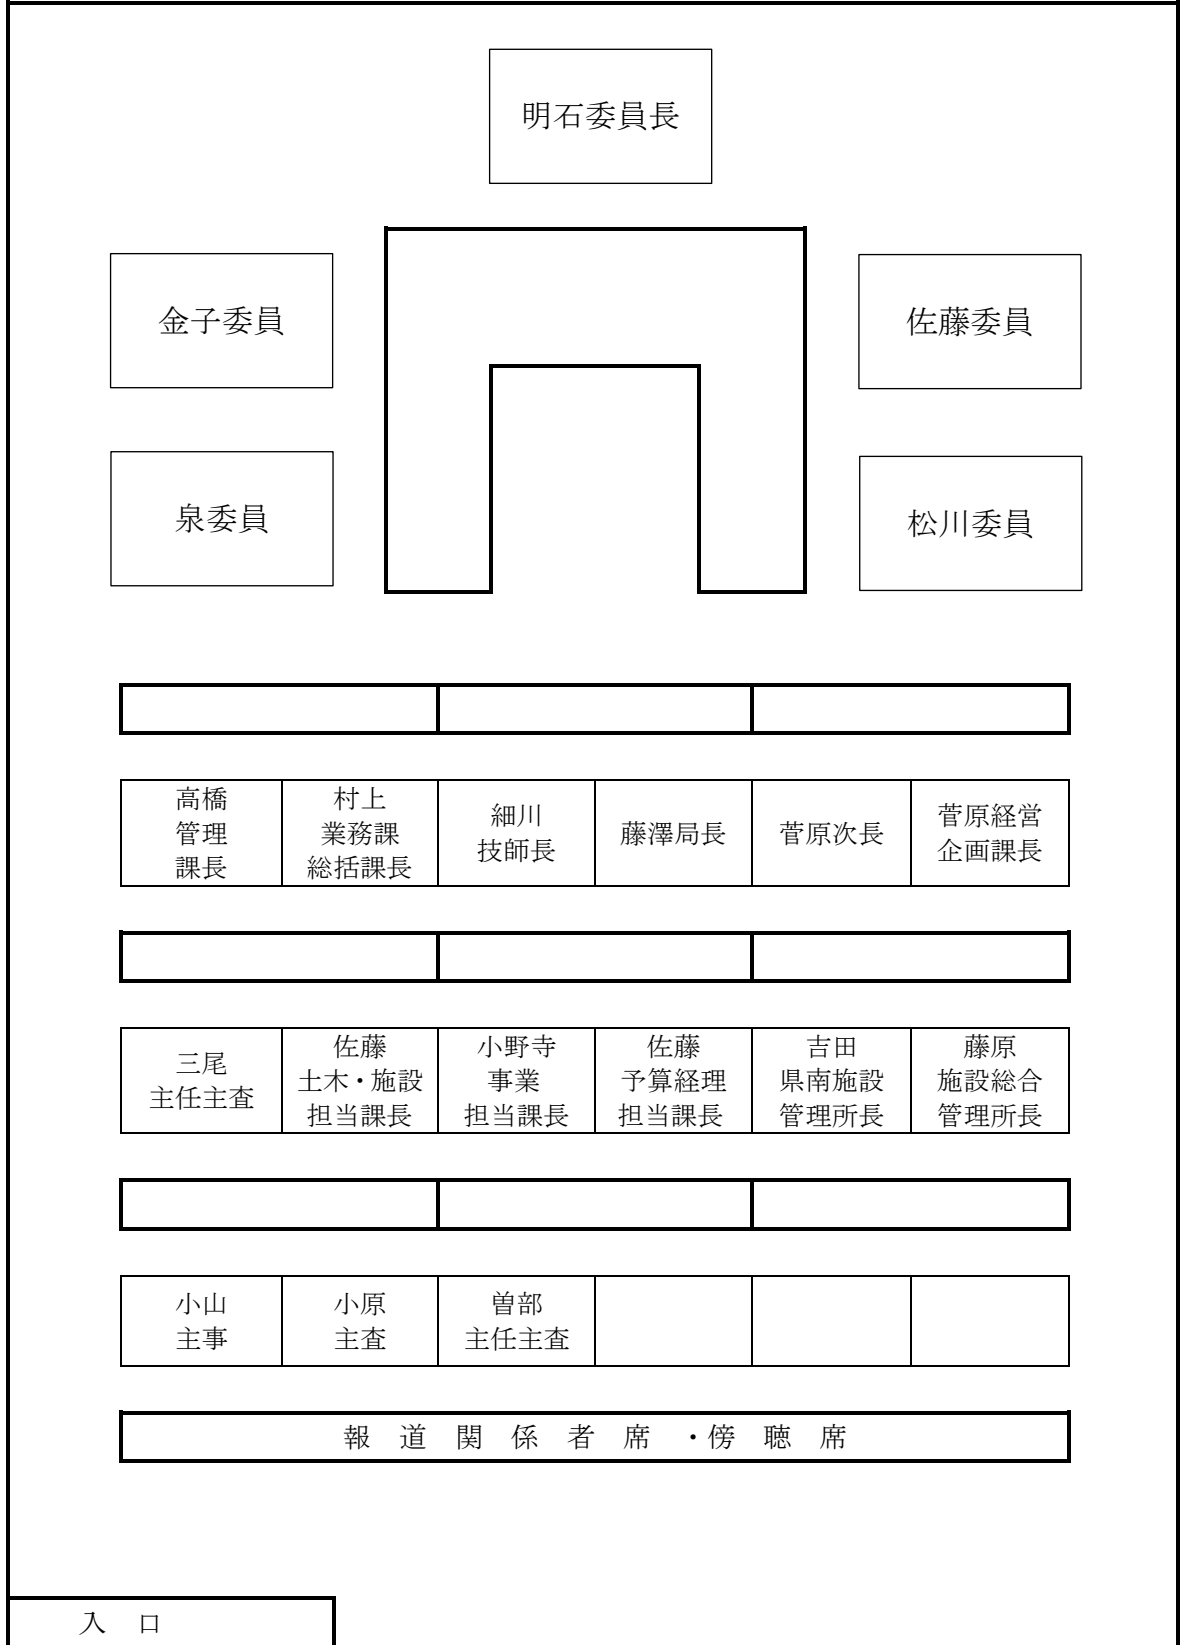 明石委員長
金子委員
佐藤委員
泉委員
松川委員
高橋
管理
課長
村上
業務課
総括課長
細川
技師長
藤澤局長
菅原次長
菅原経営
企画課長
三尾
主任主査
佐藤
土木・施設
担当課長
小野寺
事業
担当課長
佐藤
予算経理
担当課長
吉田
県南施設
管理所長
藤原
施設総合
管理所長
小山
主事
小原
主査
曽部
主任主査
報道関係者席・傍聴席
入口